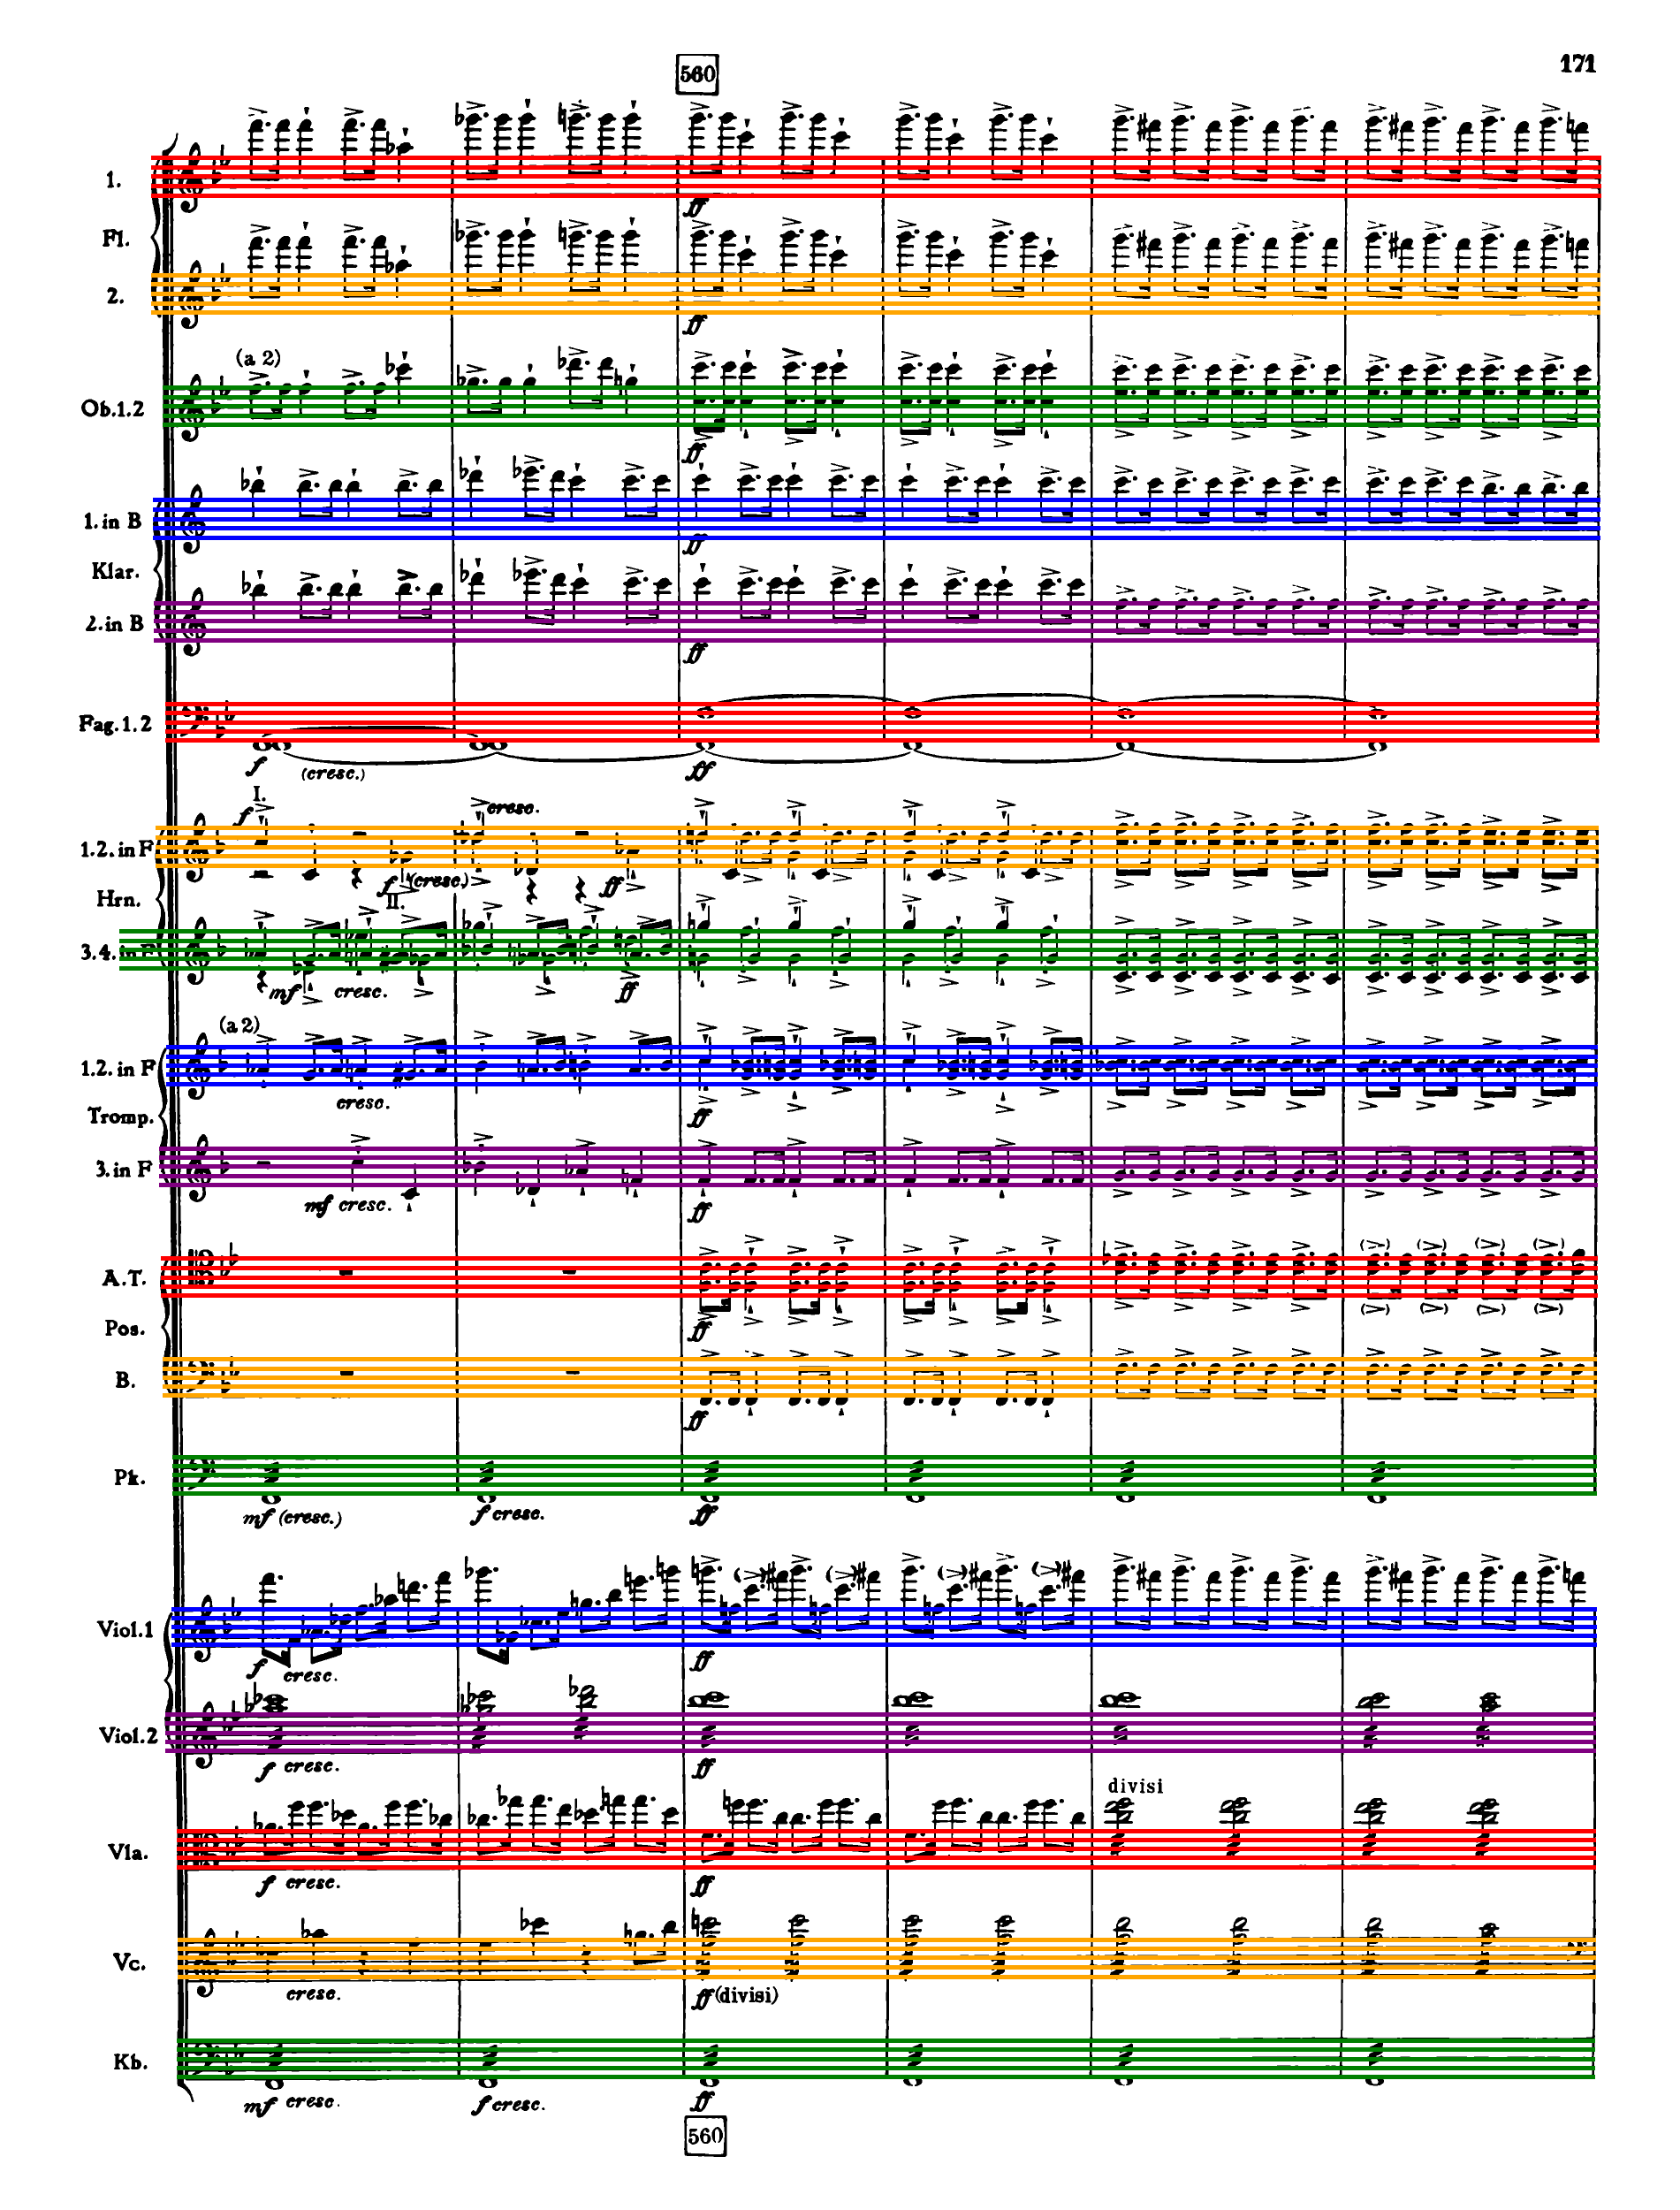 171
560
1.
Fl.
2.
ff
ff
(a 2)
Ob.1.2
ff
1. in B
ff
Klar.
2. in B
ff
Fag.1.2
f (cresc.) ff
I.
f cresc.
1.2. in F
f (cresc.) ff
II.
Hrn.
3.4. in F
mf cresc. ff
(a 2)
1.2. in F
cresc. ff
Tromp.
3. in F
mf cresc. ff
A.T.
ff
Pos.
B.
ff
Pk.
mf (cresc.) f cresc. ff
Viol.1
f cresc. ff
Viol.2
f cresc. ff
divisi
Vla.
f cresc. ff
Vc.
cresc. ff (divisi)
Kb.
mf cresc. f cresc. ff
560